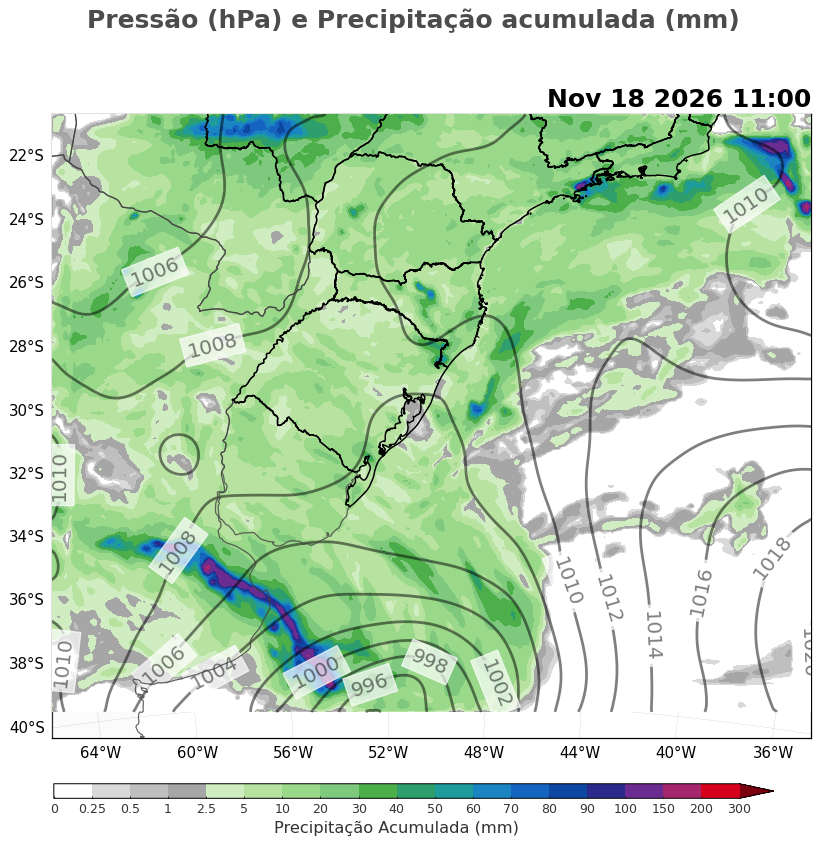 Pressão (hPa) e Precipitação acumulada (mm)
Nov 18 2026 11:00
22°S
24°S
26°S
28°S
30°S
32°S
34°S
36°S
38°S
40°S
1010
1006
1008
1010
1008
1018
1010
1012
1016
1014
1010
1006
1004
1000
998
996
1002
64°W 60°W 56°W 52°W 48°W 44°W 40°W 36°W
0 0.25 0.5 1 2.5 5 10 20 30 40 50 60 70 80 90 100 150 200 300
Precipitação Acumulada (mm)